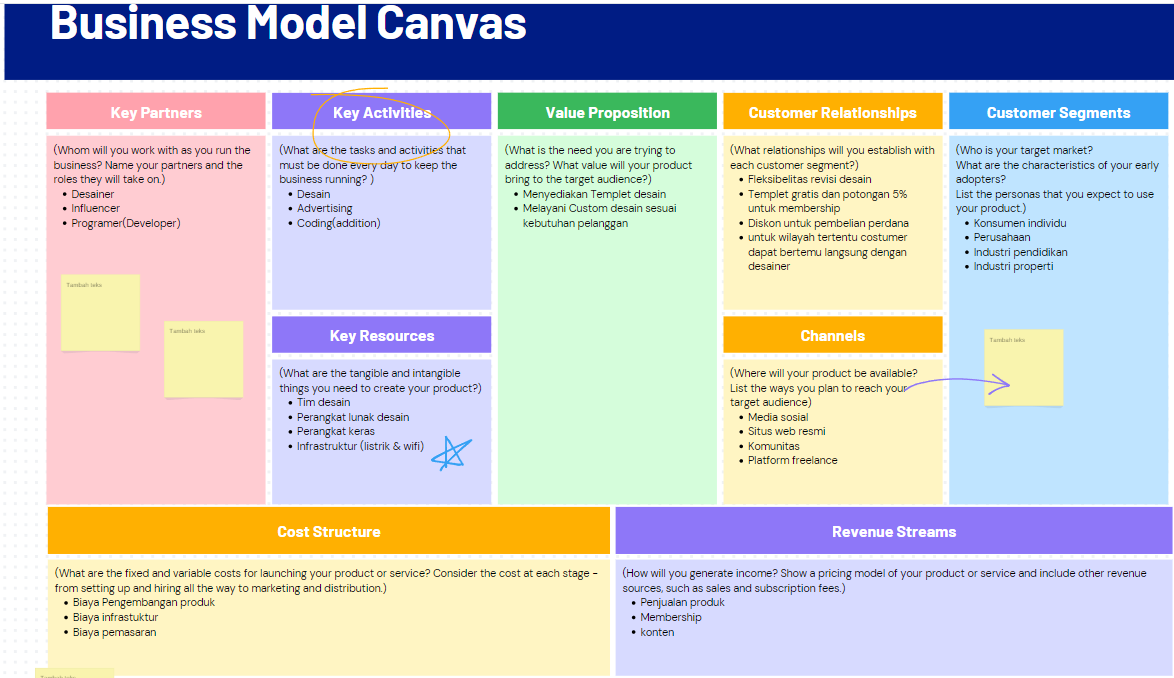 Business Model Canvas
Key Partners
(Whom will you work with as you run the
business? Name your partners and the
roles they will take on.)
• Desainer
• Influencer
• Programer(Developer)
Tambah teks
Tambah teks
Key Activities
(What are the tasks and activities that
must be done every day to keep the
business running? )
• Desain
• Advertising
• Coding(addition)
Key Resources
(What are the tangible and intangible
things you need to create your product?)
• Tim desain
• Perangkat lunak desain
• Perangkat keras
• Infrastruktur (listrik & wifi)
Value Proposition
(What is the need you are trying to
address? What value will your product
bring to the target audience?)
• Menyediakan Templet desain
• Melayani Custom desain sesuai
kebutuhan pelanggan
Customer Relationships
(What relationships will you establish with
each customer segment?)
• Fleksibelitas revisi desain
• Templet gratis dan potongan 5%
untuk membership
• Diskon untuk pembelian perdana
• untuk wilayah tertentu costumer
dapat bertemu langsung dengan
desainer
Channels
(Where will your product be available?
List the ways you plan to reach your
target audience)
• Media sosial
• Situs web resmi
• Komunitas
• Platform freelance
Customer Segments
(Who is your target market?
What are the characteristics of your early
adopters?
List the personas that you expect to use
your product.)
• Konsumen individu
• Perusahaan
• Industri pendidikan
• Industri properti
Tambah teks
Cost Structure
(What are the fixed and variable costs for launching your product or service? Consider the cost at each stage –
from setting up and hiring all the way to marketing and distribution.)
• Biaya Pengembangan produk
• Biaya infrastuktur
• Biaya pemasaran
Tambah teks
Revenue Streams
(How will you generate income? Show a pricing model of your product or service and include other revenue
sources, such as sales and subscription fees.)
• Penjualan produk
• Membership
• konten